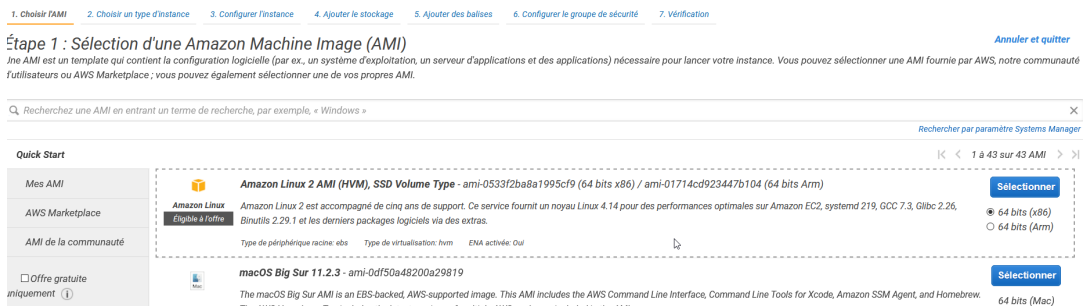 1. Choisir l'AMI 2. Choisir un type d'instance 3. Configurer l'instance 4. Ajouter le stockage 5. Ajouter des balises 6. Configurer le groupe de sécurité 7. Vérification
Étape 1 : Sélection d'une Amazon Machine Image (AMI)
Annuler et quitter
Une AMI est un template qui contient la configuration logicielle (par ex., un système d'exploitation, un serveur d'applications et des applications) nécessaire pour lancer votre instance. Vous pouvez sélectionner une AMI fournie par AWS, notre communauté
d'utilisateurs ou AWS Marketplace ; vous pouvez également sélectionner une de vos propres AMI.
Recherchez une AMI en entrant un terme de recherche, par exemple, « Windows »
Rechercher par paramètre Systems Manager
Quick Start
1 à 43 sur 43 AMI
Mes AMI
AWS Marketplace
AMI de la communauté
Offre gratuite
uniquement
Amazon Linux
Éligible à l'offre
Amazon Linux 2 AMI (HVM), SSD Volume Type - ami-0533f2ba8a1995cf9 (64 bits x86) / ami-01714cd923447b104 (64 bits Arm)
Amazon Linux 2 est accompagné de cinq ans de support. Ce service fournit un noyau Linux 4.14 pour des performances optimales sur Amazon EC2, systemd 219, GCC 7.3, Glibc 2.26,
Binutils 2.29.1 et les derniers packages logiciels via des extras.
Type de périphérique racine: ebs Type de virtualisation: hvm ENA activée: Oui
Sélectionner
64 bits (x86)
64 bits (Arm)
Mac
macOS Big Sur 11.2.3 - ami-0df50a48200a29819
The macOS Big Sur AMI is an EBS-backed, AWS-supported image. This AMI includes the AWS Command Line Interface, Command Line Tools for Xcode, Amazon SSM Agent, and Homebrew.
Sélectionner
64 bits (Mac)